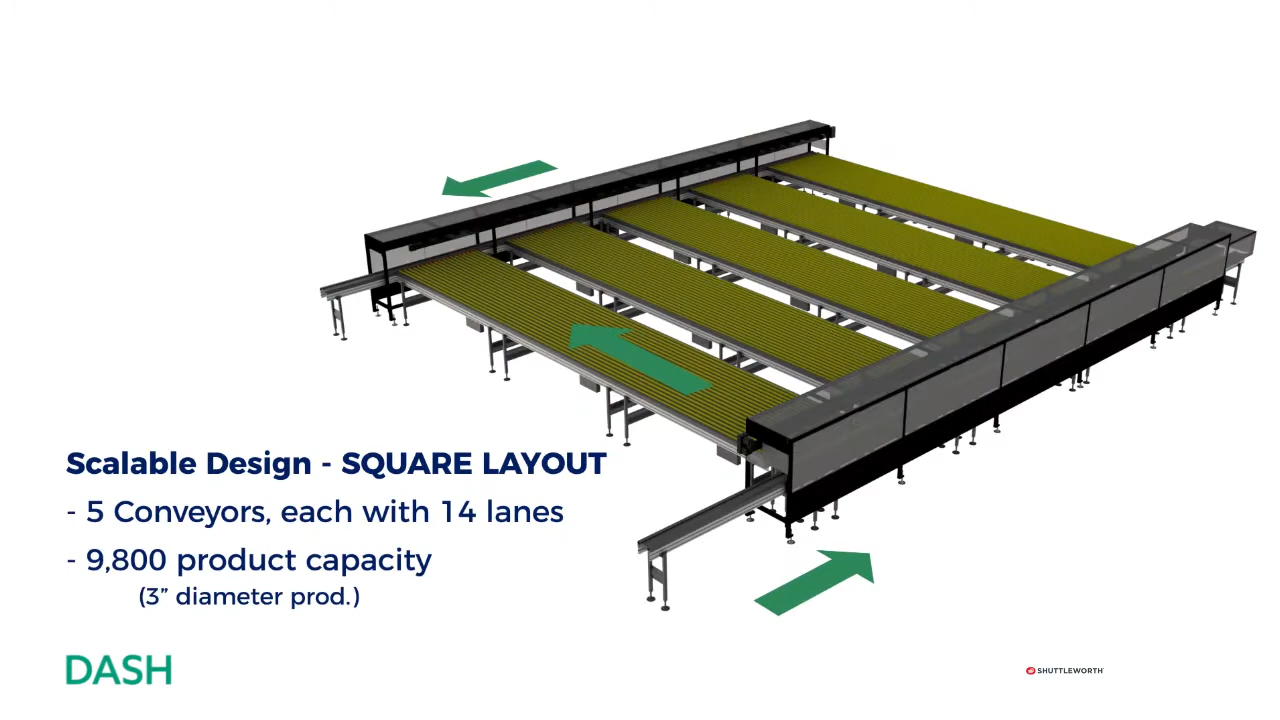 Scalable Design - SQUARE LAYOUT
- 5 Conveyors, each with 14 lanes
- 9,800 product capacity
(3” diameter prod.)
DASH
SHUTTLEWORTH